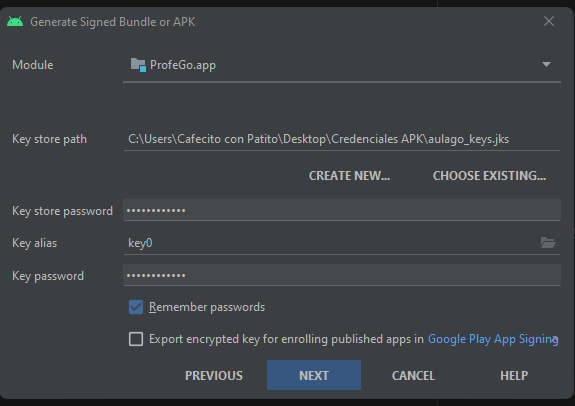 Generate Signed Bundle or APK
Module
ProfeGo.app
Key store path
C:\Users\Cafecito con Patito\Desktop\Credenciales APK\aulago_keys.jks
CREATE NEW...
CHOOSE EXISTING...
Key store password
••••••••••••
Key alias
key0
Key password
••••••••••••
Remember passwords
Export encrypted key for enrolling published apps in Google Play App Signing
PREVIOUS
NEXT
CANCEL
HELP